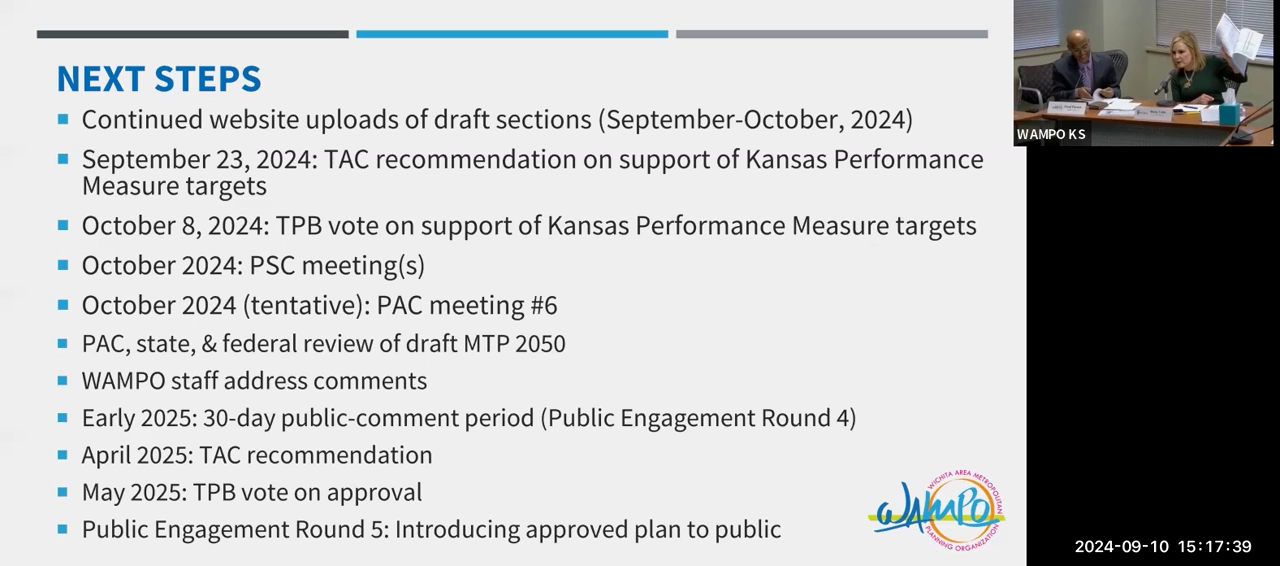 NEXT STEPS
Continued website uploads of draft sections (September-October, 2024)
September 23, 2024: TAC recommendation on support of Kansas Performance
Measure targets
October 8, 2024: TPB vote on support of Kansas Performance Measure targets
October 2024: PSC meeting(s)
October 2024 (tentative): PAC meeting #6
PAC, state, & federal review of draft MTP 2050
WAMPO staff address comments
Early 2025: 30-day public-comment period (Public Engagement Round 4)
April 2025: TAC recommendation
May 2025: TPB vote on approval
Public Engagement Round 5: Introducing approved plan to public
WICHITA AREA METROPOLITAN
WAMPO
PLANNING ORGANIZATION
WAMPO KS
2024-09-10 15:17:39